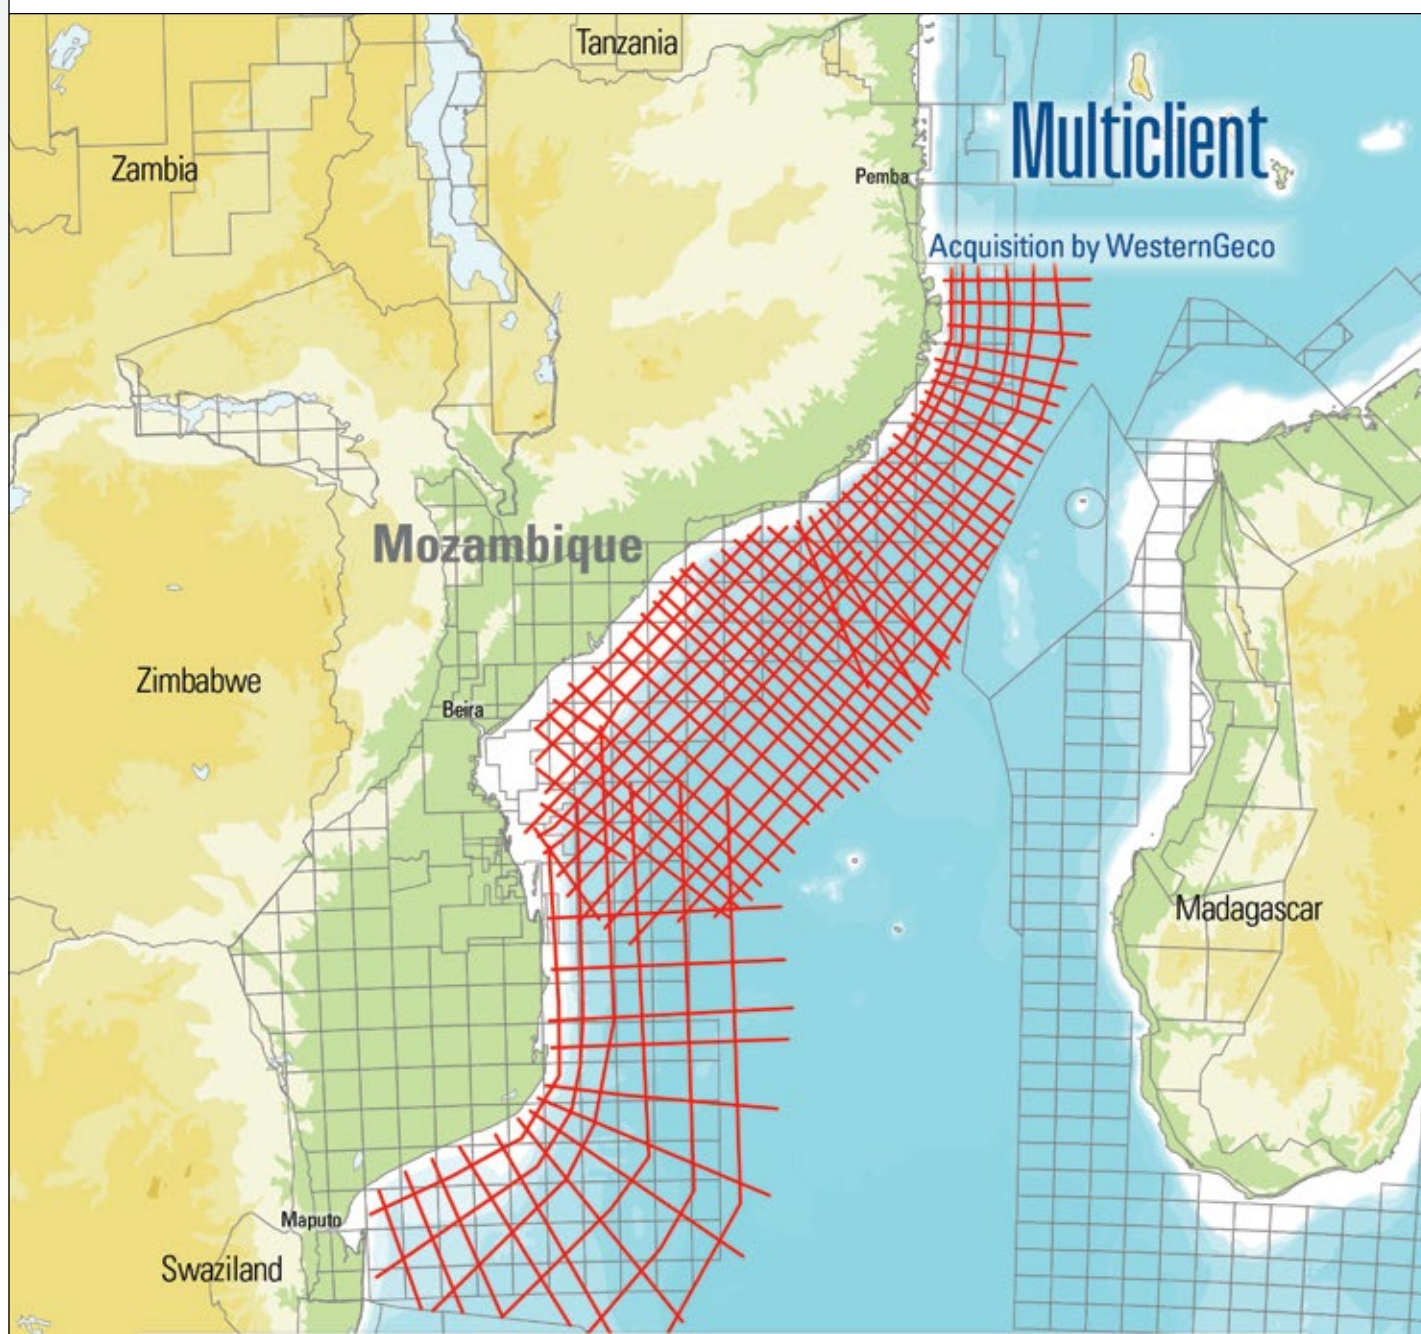 Tanzania
Multiclient
Zambia
Pemba
Acquisition by WesternGeco
Mozambique
Zimbabwe
Beira
Madagascar
Maputo
Swaziland